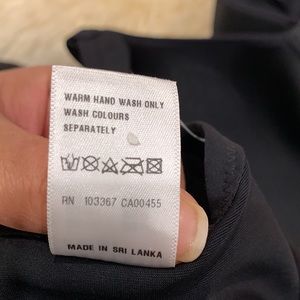 WARM HAND WASH ONLY
WASH COLOURS
SEPARATELY
RN 103367 CA00455
MADE IN SRI LANKA